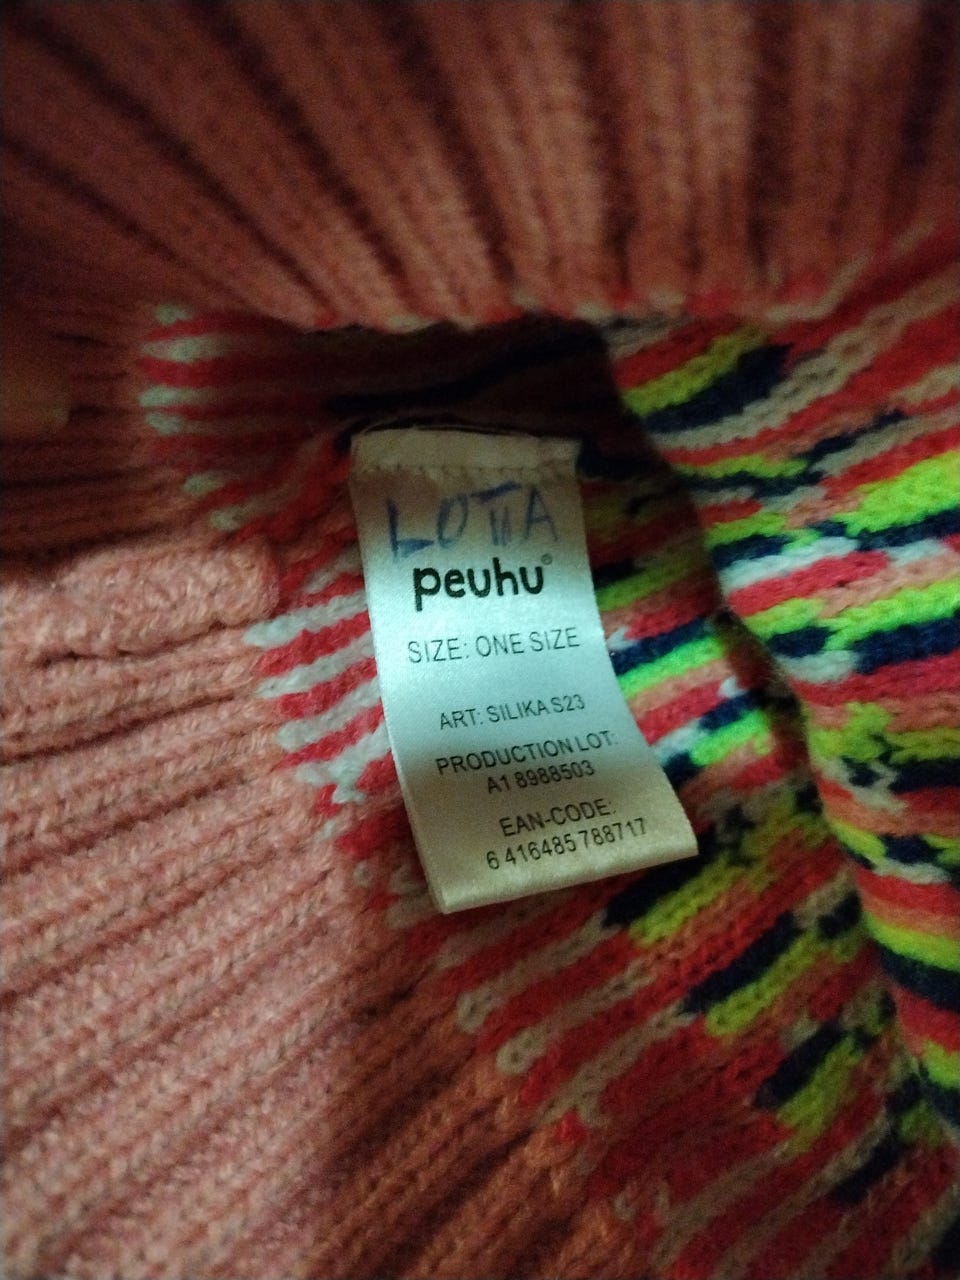 LOTTA
peuhu®
SIZE: ONE SIZE
ART: SILIKA S23
PRODUCTION LOT:
A1 8988503
EAN-CODE:
6 416485 788717